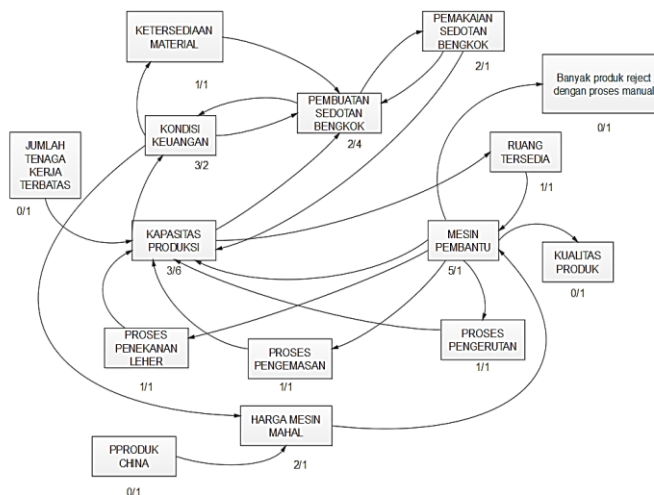 KETERSEDIAAN
MATERIAL
1/1
PEMAKAIAN
SEDOTAN
BENGKOK
2/1
Banyak produk reject
dengan proses manual
0/1
PEMBUATAN
SEDOTAN
BENGKOK
2/4
KONDISI
KEUANGAN
3/2
JUMLAH
TENAGA
KERJA
TERBATAS
0/1
RUANG
TERSEDIA
1/1
KAPASITAS
PRODUKSI
3/6
MESIN
PEMBANTU
5/1
KUALITAS
PRODUK
0/1
PROSES
PENEKANAN
LEHER
1/1
PROSES
PENGEMASAN
1/1
PROSES
PENGERUTAN
1/1
HARGA MESIN
MAHAL
2/1
PPRODUK
CHINA
0/1